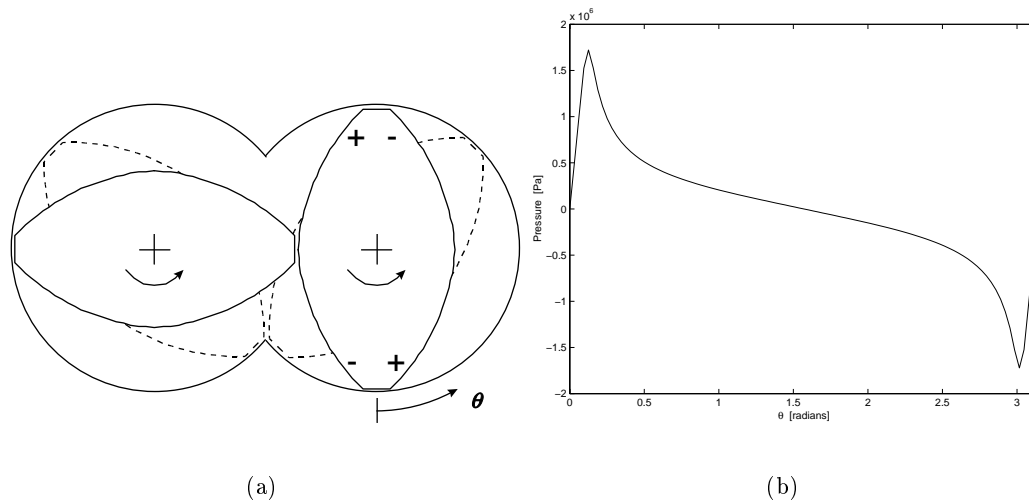 + -
- +
θ
x 10⁶
2
1.5
1
0.5
0
−0.5
−1
−1.5
−2
Pressure [Pa]
0 0.5 1 1.5 2 2.5 3
θ [radians]
(a) (b)